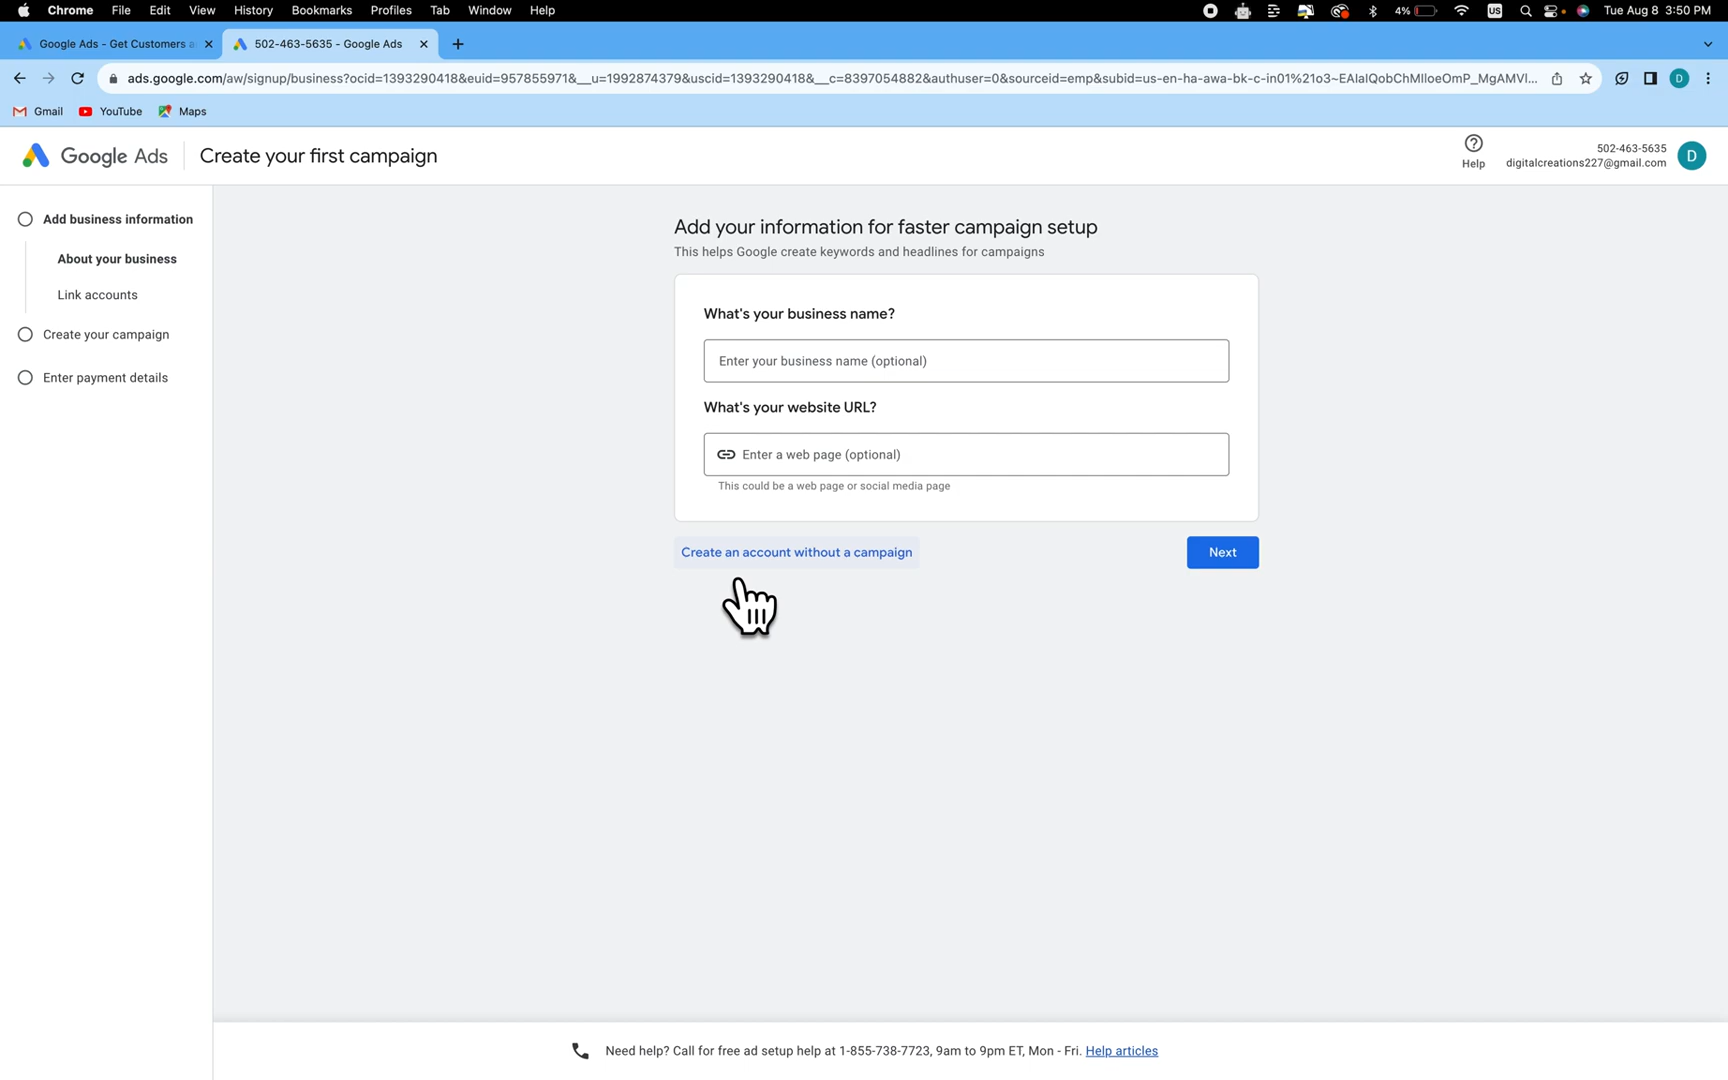 Chrome File Edit View History Bookmarks Profiles Tab Window Help 4% US Tue Aug 8 3:50 PM
Google Ads - Get Customers a 502-463-5635 - Google Ads
ads.google.com/aw/signup/business?ocid=1393290418&euid=957855971&__u=1992874379&uscid=1393290418&__c=8397054882&authuser=0&sourceid=emp&subid=us-en-ha-awa-bk-c-in01%21o3~EAIaIQobChMIloeOmP_MgAMVI...
D
Gmail YouTube Maps
Google Ads Create your first campaign
Help
502-463-5635
digitalcreations227@gmail.com
D
Add business information
About your business
Link accounts
Create your campaign
Enter payment details
Add your information for faster campaign setup
This helps Google create keywords and headlines for campaigns
What's your business name?
Enter your business name (optional)
What's your website URL?
Enter a web page (optional)
This could be a web page or social media page
Create an account without a campaign
Next
Need help? Call for free ad setup help at 1-855-738-7723, 9am to 9pm ET, Mon - Fri. Help articles